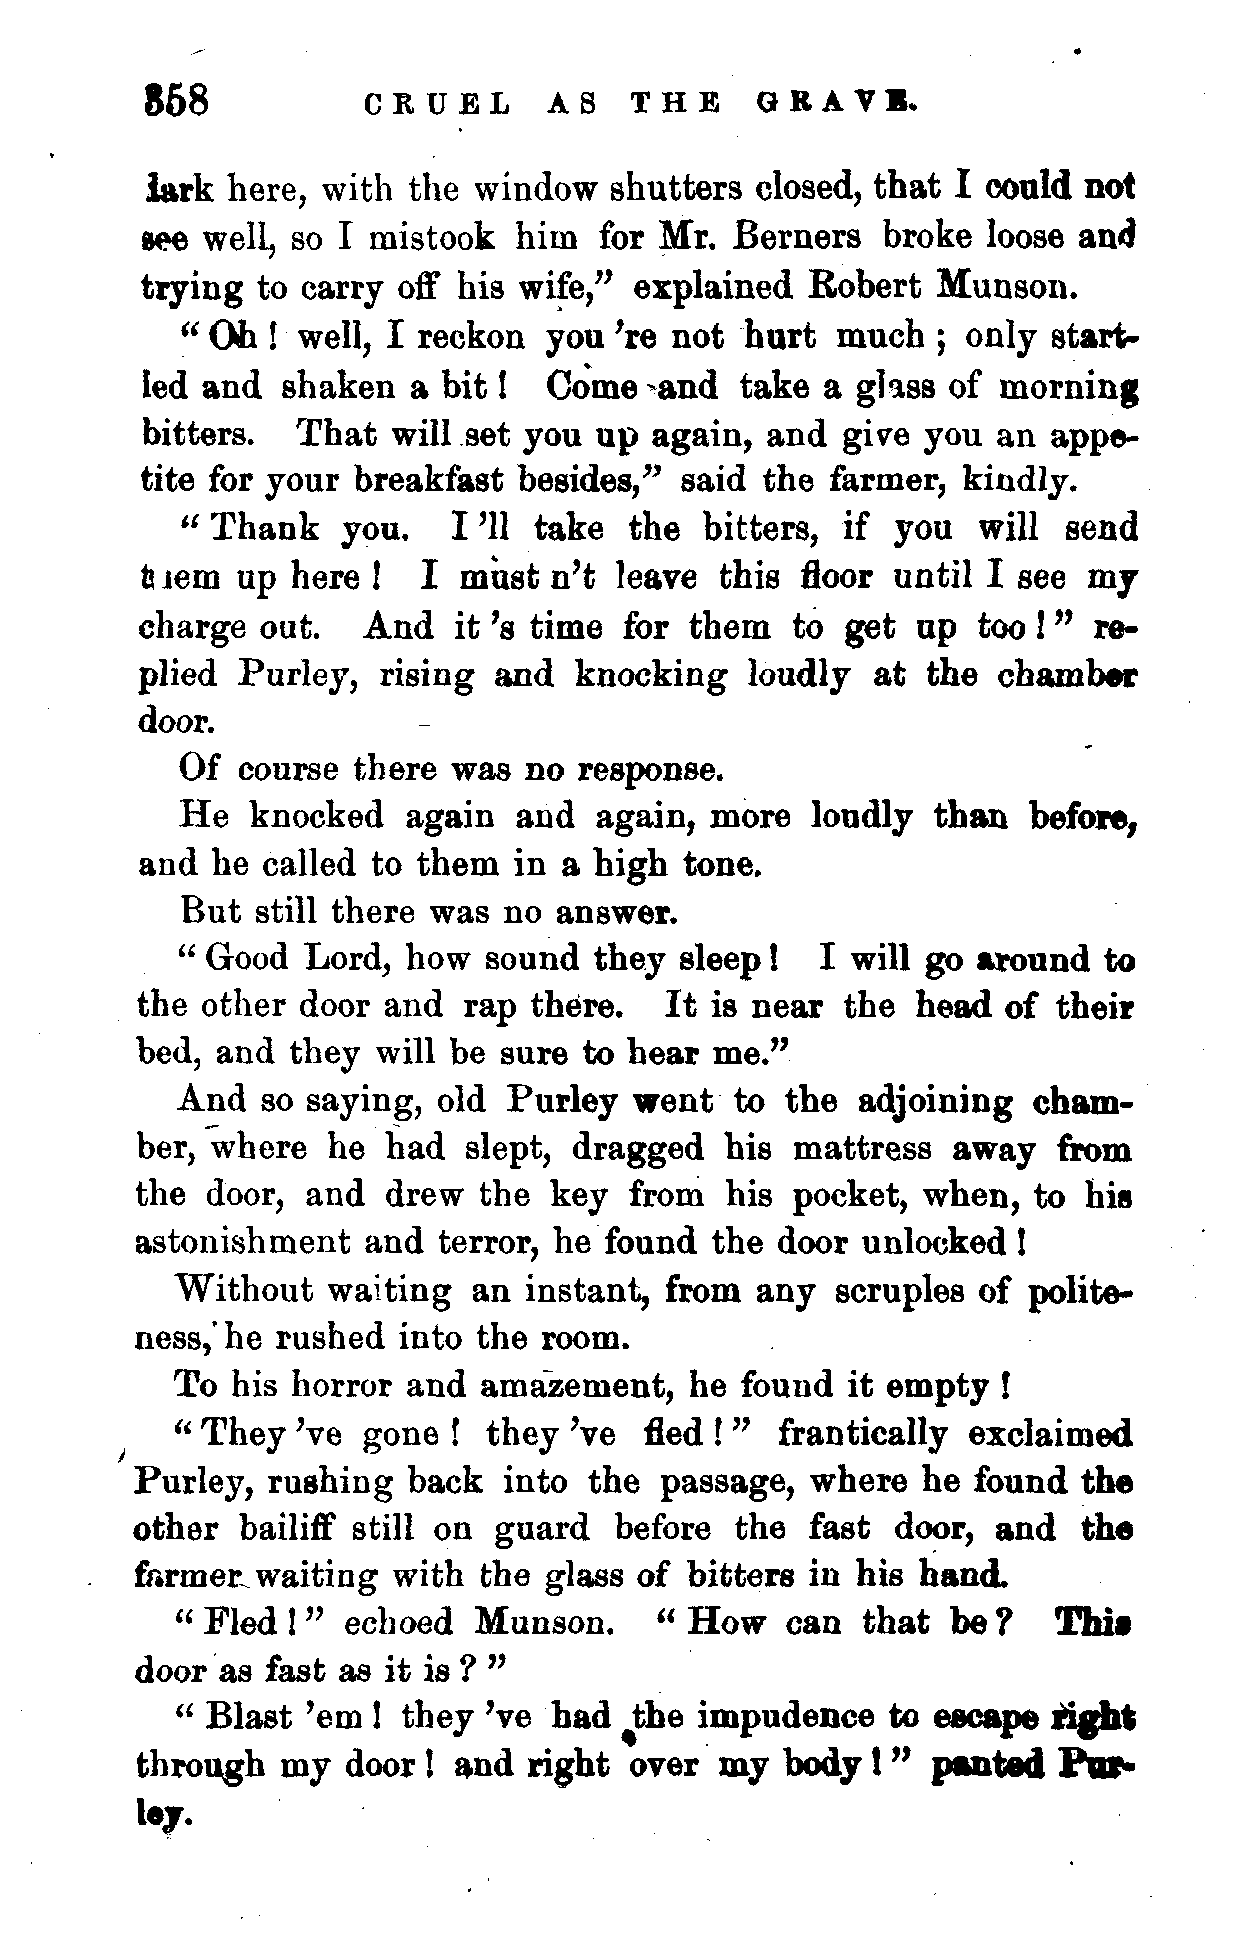 358 CRUEL AS THE GRAVE.
lark here, with the window shutters closed, that I could not
see well, so I mistook him for Mr. Berners broke loose and
trying to carry off his wife,” explained Robert Munson.
“Oh! well, I reckon you 're not hurt much; only start-
led and shaken a bit! Come and take a glass of morning
bitters. That will set you up again, and give you an appe-
tite for your breakfast besides,” said the farmer, kindly.
“Thank you. I 'll take the bitters, if you will send
them up here! I must n't leave this floor until I see my
charge out. And it 's time for them to get up too!” re-
plied Purley, rising and knocking loudly at the chamber
door.
Of course there was no response.
He knocked again and again, more loudly than before,
and he called to them in a high tone.
But still there was no answer.
“Good Lord, how sound they sleep! I will go around to
the other door and rap there. It is near the head of their
bed, and they will be sure to hear me.”
And so saying, old Purley went to the adjoining cham-
ber, where he had slept, dragged his mattress away from
the door, and drew the key from his pocket, when, to his
astonishment and terror, he found the door unlocked!
Without waiting an instant, from any scruples of polite-
ness, he rushed into the room.
To his horror and amazement, he found it empty!
“They 've gone! they 've fled!” frantically exclaimed
Purley, rushing back into the passage, where he found the
other bailiff still on guard before the fast door, and the
farmer waiting with the glass of bitters in his hand.
“Fled!” echoed Munson. “How can that be? This
door as fast as it is?”
“Blast 'em! they 've had the impudence to escape right
through my door! and right over my body!” panted Pur-
ley.